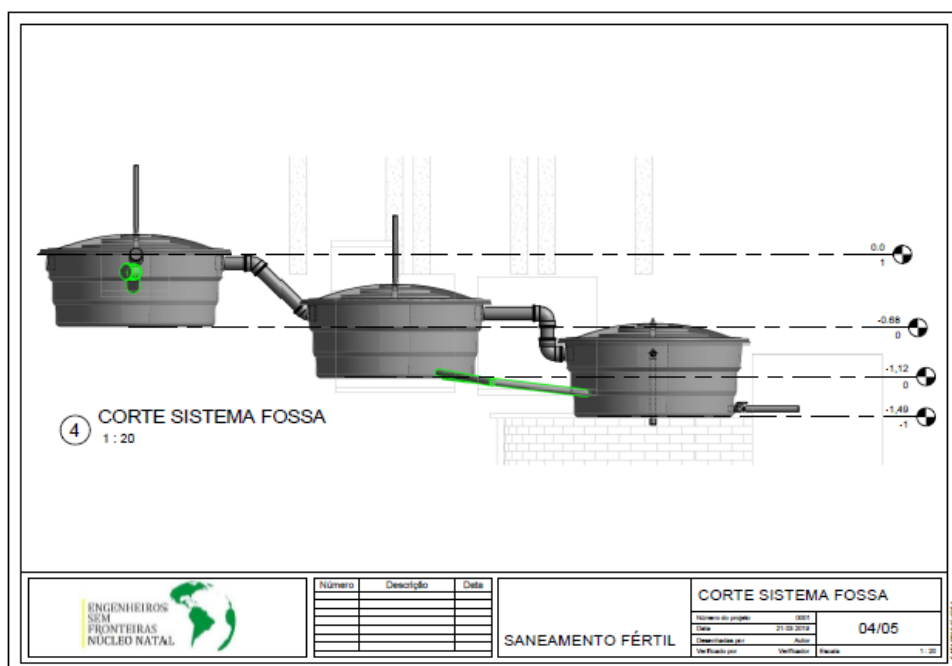 0.0
1
-0.68
0
-1,12
0
-1,49
-1
4
CORTE SISTEMA FOSSA
1 : 20
ENGENHEIROS
SEM
FRONTEIRAS
NÚCLEO NATAL
Número Descrição Data
SANEAMENTO FÉRTIL
CORTE SISTEMA FOSSA
Número do projeto 0001
Data
Desenhadas por Autor
Verificado por Verificador
04/05
Escala 1 : 20